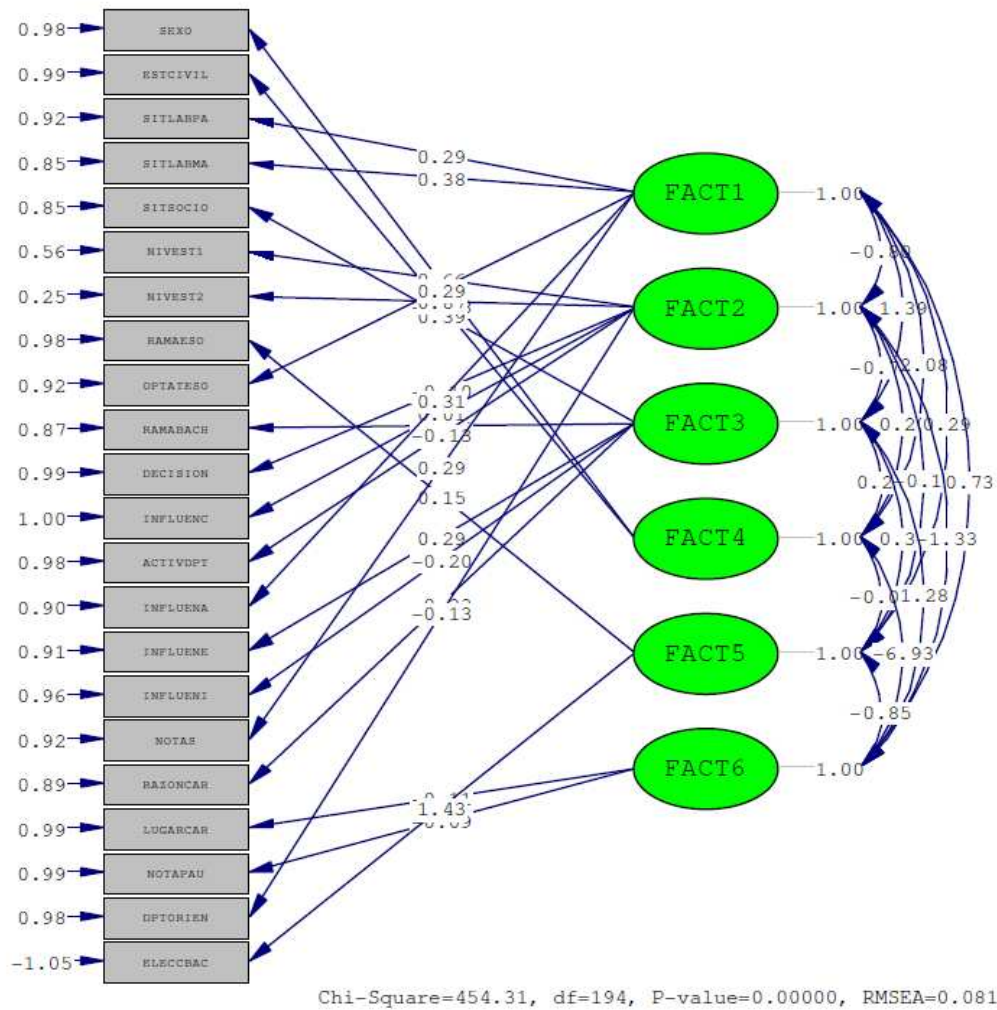 0.98 SEXO
0.99 ESTCIVIL
0.92 SITLABPA
0.85 SITLABMA
0.85 SITSOCIO
0.56 NIVEST1
0.25 NIVEST2
0.98 RAMAESO
0.92 OPTATESO
0.87 RAMABACH
0.99 DECISION
1.00 INFLUENC
0.98 ACTIVDPT
0.90 INFLUENA
0.91 INFLUENE
0.96 INFLUENI
0.92 NOTAS
0.89 RAZONCAR
0.99 LUGARCAR
0.99 NOTAPAU
0.98 DPTORIEN
-1.05 ELECCBAC
0.29
0.38
0.29
0.39
0.31
-0.13
0.29
0.15
0.29
-0.20
-0.13
1.43
FACT1 1.00
FACT2 1.00
FACT3 1.00
FACT4 1.00
FACT5 1.00
FACT6 1.00
1.39
2.08
0.29
0.73
-1.33
1.28
-6.93
-0.85
Chi-Square=454.31, df=194, P-value=0.00000, RMSEA=0.081